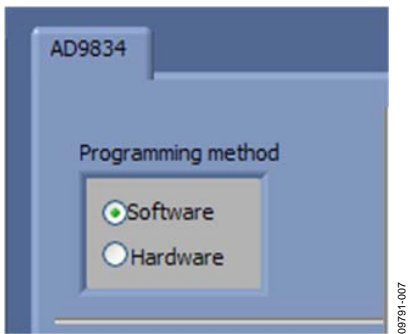 AD9834
Programming method
Software
Hardware
09791-007